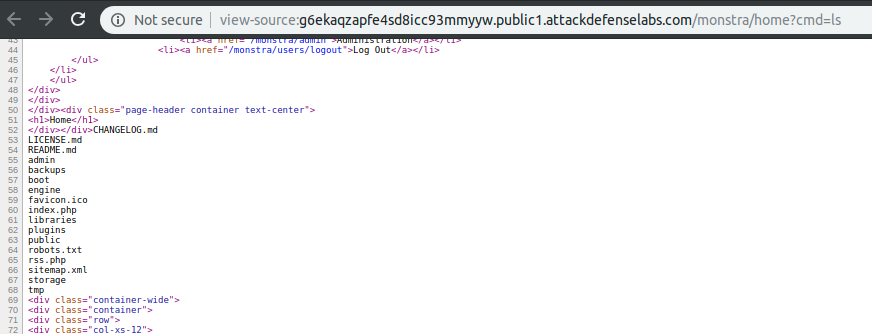 Not secure | view-source:g6ekaqzapfe4sd8icc93mmyyw.public1.attackdefenselabs.com/monstra/home?cmd=ls
43 <li><a href="/monstra/admin">Administration</a></li>
44 <li><a href="/monstra/users/logout">Log Out</a></li>
45 </ul>
46 </li>
47 </ul>
48 </div>
49 </div>
50 </div><div class="page-header container text-center">
51 <h1>Home</h1>
52 </div></div>CHANGELOG.md
53 LICENSE.md
54 README.md
55 admin
56 backups
57 boot
58 engine
59 favicon.ico
60 index.php
61 libraries
62 plugins
63 public
64 robots.txt
65 rss.php
66 sitemap.xml
67 storage
68 tmp
69 <div class="container-wide">
70 <div class="container">
71 <div class="row">
72 <div class="col-xs-12">